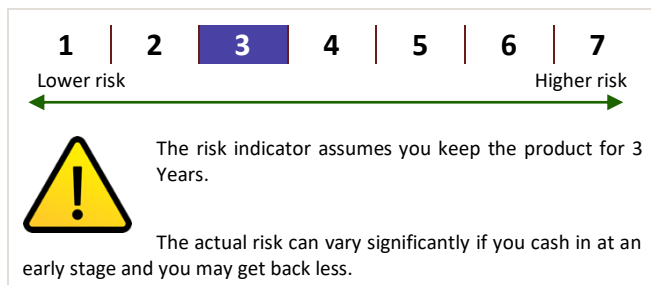 1 2 3 4 5 6 7
Lower risk Higher risk
The risk indicator assumes you keep the product for 3
Years.
The actual risk can vary significantly if you cash in at an
early stage and you may get back less.